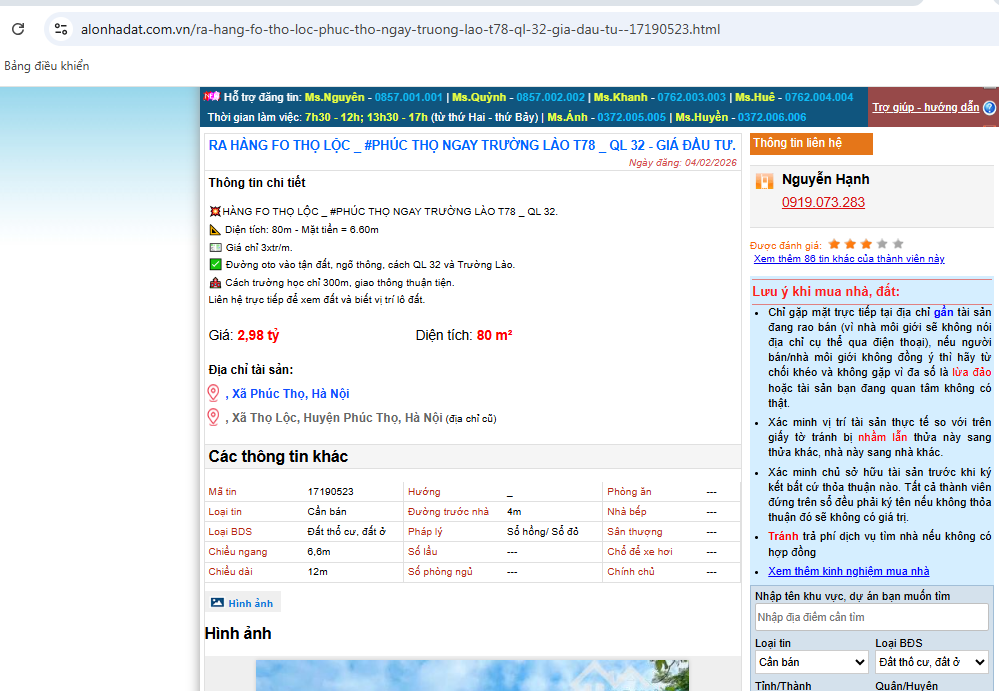 alonhadat.com.vn/ra-hang-fo-tho-loc-phuc-tho-ngay-truong-lao-t78-ql-32-gia-dau-tu--17190523.html
Bảng điều khiển
Hỗ trợ đăng tin: Ms.Nguyên - 0857.001.001 | Ms.Quỳnh - 0857.002.002 | Ms.Khanh - 0762.003.003 | Ms.Huê - 0762.004.004
Thời gian làm việc: 7h30 - 12h; 13h30 - 17h (từ thứ Hai - thứ Bảy) | Ms.Ánh - 0372.005.005 | Ms.Huyền - 0372.006.006
Trợ giúp - hướng dẫn
RA HÀNG FO THỌ LỘC _ #PHÚC THỌ NGAY TRƯỜNG LÀO T78 _ QL 32 - GIÁ ĐẦU TƯ.
Ngày đăng: 04/02/2026
Thông tin chi tiết
HÀNG FO THỌ LỘC _ #PHÚC THỌ NGAY TRƯỜNG LÀO T78 _ QL 32.
Diện tích: 80m - Mặt tiền = 6.60m
Giá chỉ 3xtr/m.
Đường oto vào tận đất, ngõ thông, cách QL 32 và Trường Lào.
Cách trường học chỉ 300m, giao thông thuận tiện.
Liên hệ trực tiếp để xem đất và biết vị trí lô đất.
Giá: 2,98 tỷ Diện tích: 80 m²
Địa chỉ tài sản:
, Xã Phúc Thọ, Hà Nội
, Xã Thọ Lộc, Huyện Phúc Thọ, Hà Nội (địa chỉ cũ)
Các thông tin khác
Mã tin 17190523 Hướng _ Phòng ăn ---
Loại tin Cần bán Đường trước nhà 4m Nhà bếp ---
Loại BDS Đất thổ cư, đất ở Pháp lý Sổ hồng/ Sổ đỏ Sân thượng ---
Chiều ngang 6,6m Số lầu --- Chổ để xe hơi ---
Chiều dài 12m Số phòng ngủ --- Chính chủ ---
Hình ảnh
Hình ảnh
Thông tin liên hệ
Nguyễn Hạnh
0919.073.283
Được đánh giá:
Xem thêm 86 tin khác của thành viên này
Lưu ý khi mua nhà, đất:
Chỉ gặp mặt trực tiếp tại địa chỉ gần tài sản
đang rao bán (vì nhà môi giới sẽ không nói
địa chỉ cụ thể qua điện thoại), nếu người
bán/nhà môi giới không đồng ý thì hãy từ
chối khéo và không gặp vì đa số là lừa đảo
hoặc tài sản bạn đang quan tâm không có
thật.
Xác minh vị trí tài sản thực tế so với trên
giấy tờ tránh bị nhầm lẫn thửa này sang
thửa khác, nhà này sang nhà khác.
Xác minh chủ sở hữu tài sản trước khi ký
kết bất cứ thỏa thuận nào. Tất cả thành viên
đứng trên sổ đều phải ký tên nếu không thỏa
thuận đó sẽ không có giá trị.
Tránh trả phí dịch vụ tìm nhà nếu không có
hợp đồng
Xem thêm kinh nghiệm mua nhà
Nhập tên khu vực, dự án bạn muốn tìm
Nhập địa điểm cần tìm
Loại tin Loại BĐS
Cần bán Đất thổ cư, đất ở
Tỉnh/Thành Quận/Huyện